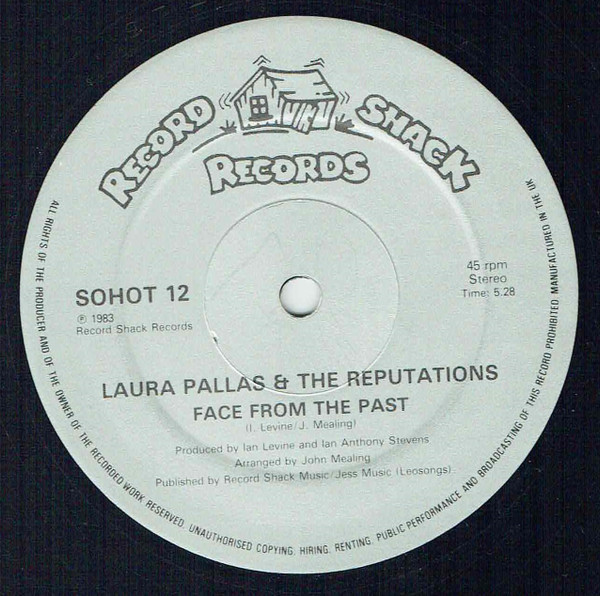 RECORD SHACK
RECORDS
SOHOT 12
℗ 1983
Record Shack Records
45 rpm
Stereo
Time: 5.28
LAURA PALLAS & THE REPUTATIONS
FACE FROM THE PAST
(I. Levine/J. Mealing)
Produced by Ian Levine and Ian Anthony Stevens
Arranged by John Mealing
Published by Record Shack Music/Jess Music (Leosongs).
ALL RIGHTS OF THE PRODUCER AND OF THE OWNER OF THE RECORDED WORK RESERVED. UNAUTHORISED COPYING, HIRING, RENTING, PUBLIC PERFORMANCE AND BROADCASTING OF THIS RECORD PROHIBITED MANUFACTURED IN THE UK